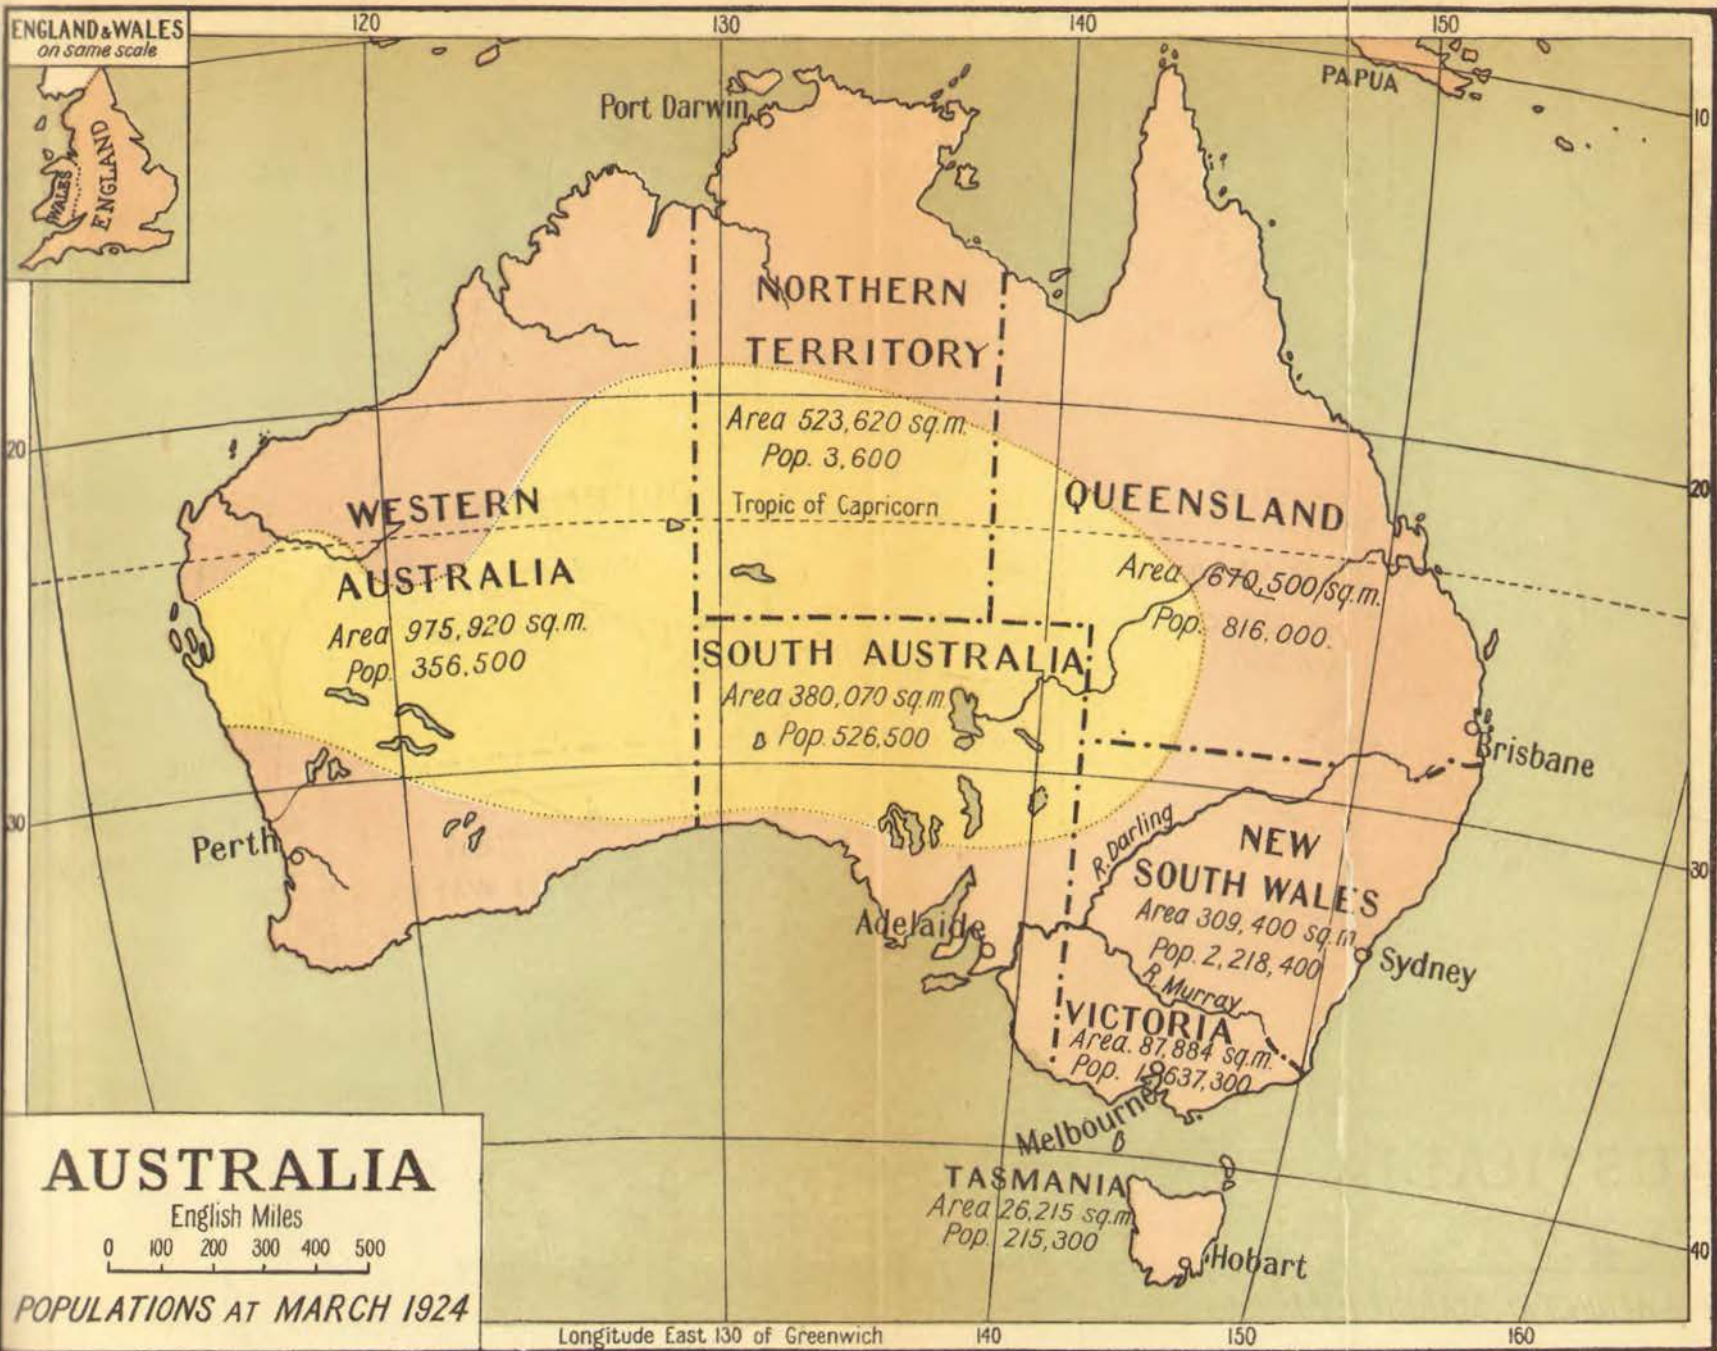 ENGLAND & WALES
on same scale
WALES
ENGLAND
120
130
140
150
PAPUA
10
Port Darwin
NORTHERN
TERRITORY
Area 523,620 sq.m.
Pop. 3,600
Tropic of Capricorn
20
20
WESTERN
AUSTRALIA
Area 975,920 sq.m.
Pop. 356,500
QUEENSLAND
Area 670,500 sq.m.
Pop. 816,000.
SOUTH AUSTRALIA
Area 380,070 sq.m
Pop. 526,500
Brisbane
30
30
Perth
R. Darling
NEW
SOUTH WALES
Area 309,400 sq.m.
Pop. 2,218,400
Adelaide
Sydney
R. Murray
VICTORIA
Area. 87,884 sq.m.
Pop. 1,637,300
Melbourne
TASMANIA
Area 26,215 sq.m.
Pop. 215,300
Hobart
40
AUSTRALIA
English Miles
0 100 200 300 400 500
POPULATIONS AT MARCH 1924
Longitude East 130 of Greenwich
140
150
160